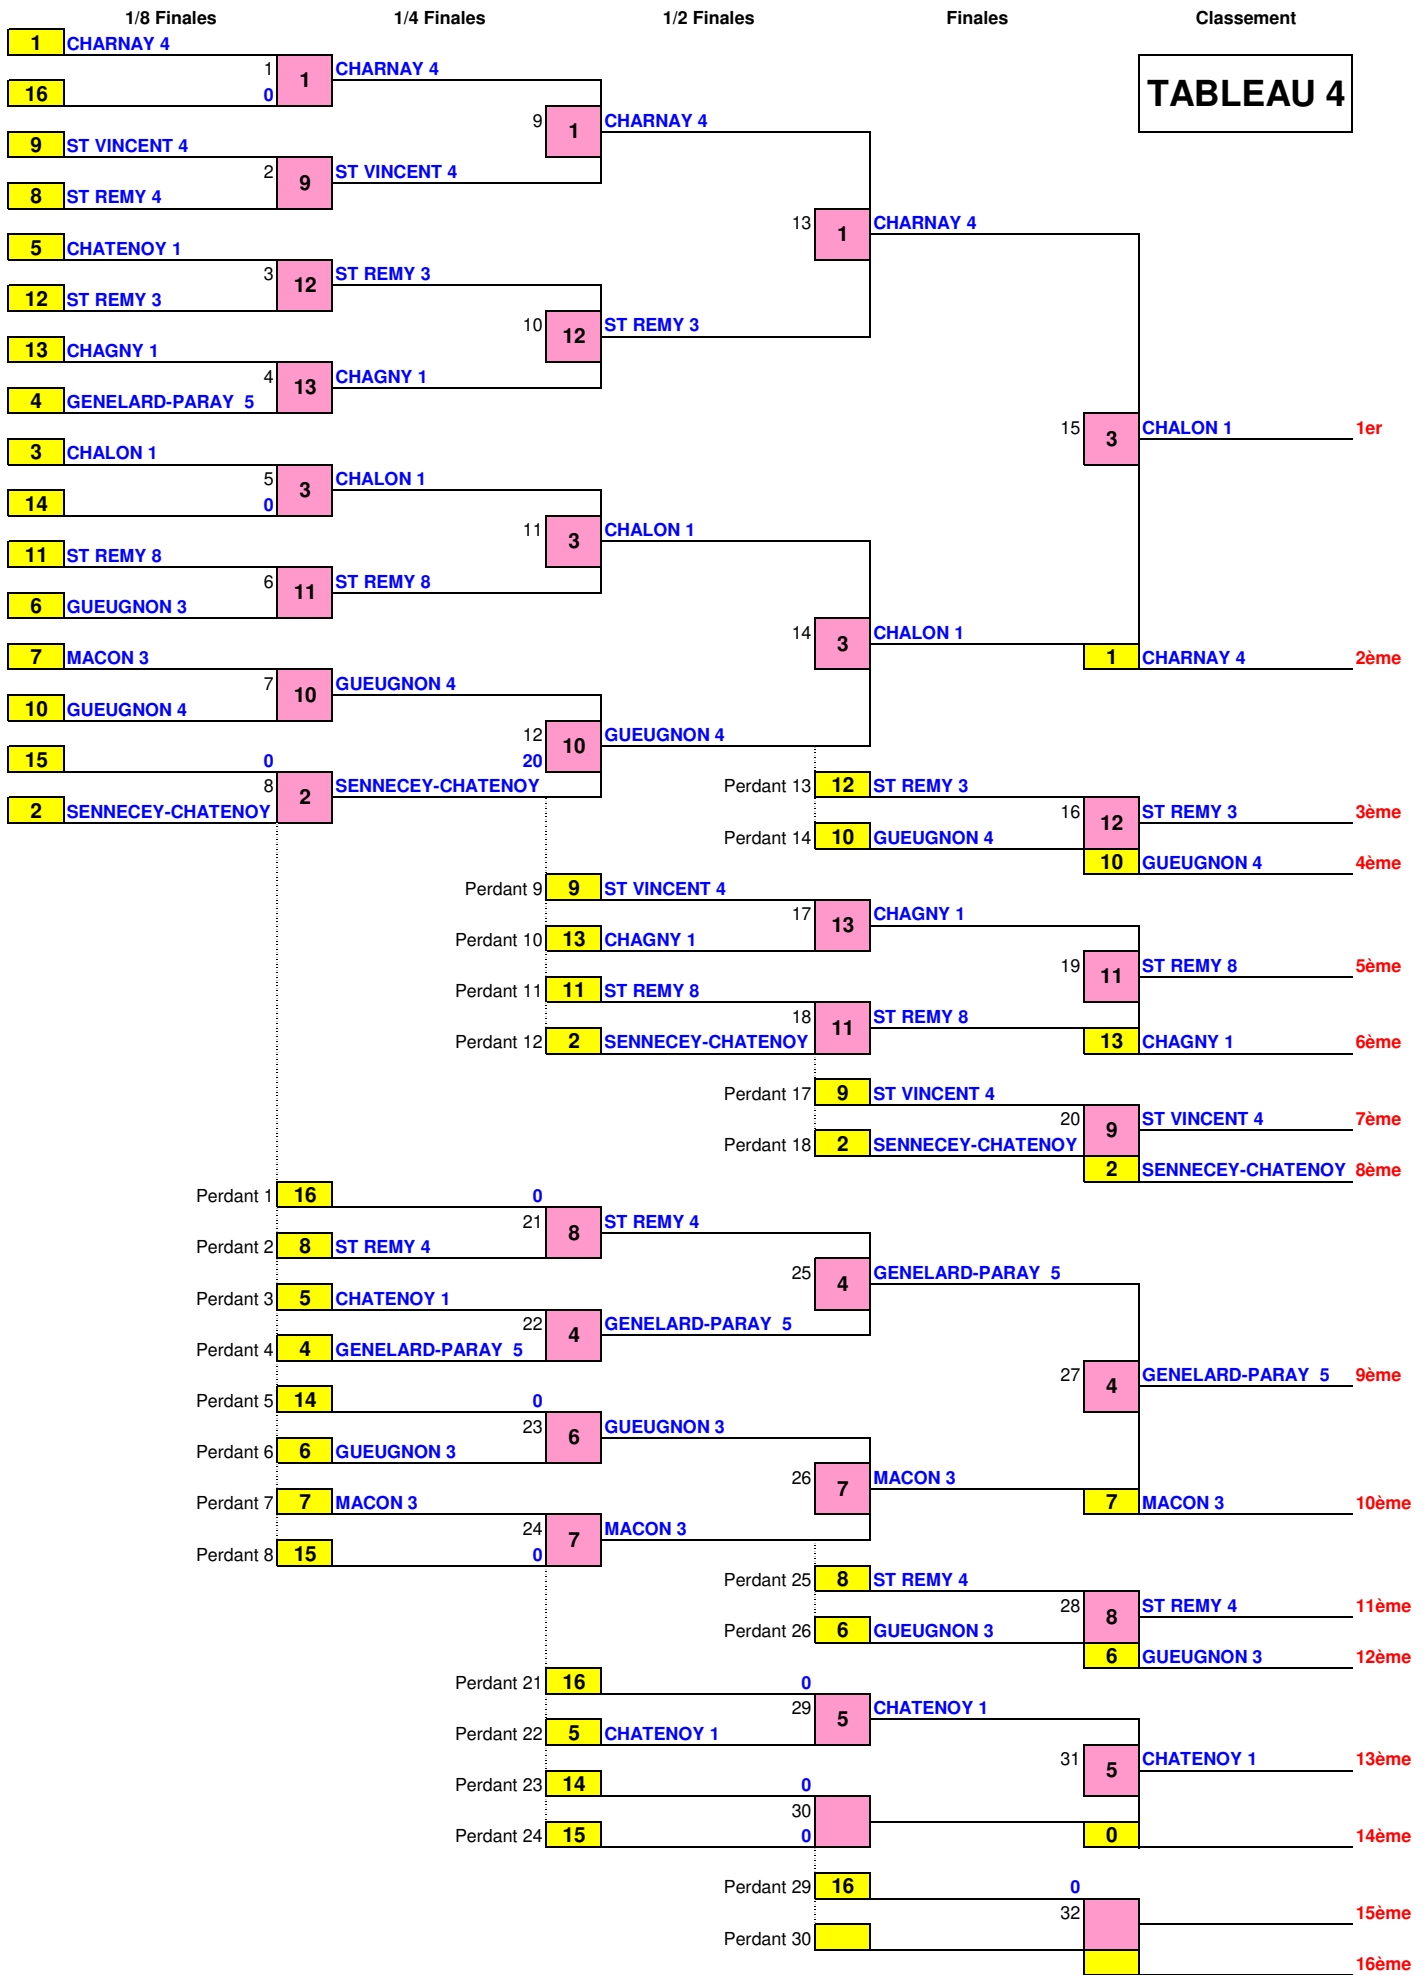 1/8 Finales 1/4 Finales 1/2 Finales Finales Classement
1 CHARNAY 4
1 1 CHARNAY 4
TABLEAU 4
16 0
9 1 CHARNAY 4
9 ST VINCENT 4
2 9 ST VINCENT 4
8 ST REMY 4
13 1 CHARNAY 4
5 CHATENOY 1
3 12 ST REMY 3
12 ST REMY 3
10 12 ST REMY 3
13 CHAGNY 1
4 13 CHAGNY 1
4 GENELARD-PARAY 5
15 3 CHALON 1 1er
3 CHALON 1
5 3 CHALON 1
14 0
11 3 CHALON 1
11 ST REMY 8
6 11 ST REMY 8
6 GUEUGNON 3
14 3 CHALON 1
7 MACON 3
1 CHARNAY 4 2ème
7 10 GUEUGNON 4
10 GUEUGNON 4
12 10 GUEUGNON 4
15 0 20
8 2 SENNECEY-CHATENOY
Perdant 13 12 ST REMY 3
2 SENNECEY-CHATENOY
16 12 ST REMY 3 3ème
Perdant 14 10 GUEUGNON 4
10 GUEUGNON 4 4ème
Perdant 9 9 ST VINCENT 4
17 13 CHAGNY 1
Perdant 10 13 CHAGNY 1
19 11 ST REMY 8 5ème
Perdant 11 11 ST REMY 8
18 11 ST REMY 8
Perdant 12 2 SENNECEY-CHATENOY
13 CHAGNY 1 6ème
Perdant 17 9 ST VINCENT 4
20 9 ST VINCENT 4 7ème
Perdant 18 2 SENNECEY-CHATENOY
2 SENNECEY-CHATENOY 8ème
Perdant 1 16 0
21 8 ST REMY 4
Perdant 2 8 ST REMY 4
25 4 GENELARD-PARAY 5
Perdant 3 5 CHATENOY 1
22 4 GENELARD-PARAY 5
Perdant 4 4 GENELARD-PARAY 5
27 4 GENELARD-PARAY 5 9ème
Perdant 5 14 0
23 6 GUEUGNON 3
Perdant 6 6 GUEUGNON 3
26 7 MACON 3
Perdant 7 7 MACON 3
7 MACON 3 10ème
24 7 MACON 3
Perdant 8 15 0
Perdant 25 8 ST REMY 4
28 8 ST REMY 4 11ème
Perdant 26 6 GUEUGNON 3
6 GUEUGNON 3 12ème
Perdant 21 16 0
29 5 CHATENOY 1
Perdant 22 5 CHATENOY 1
31 5 CHATENOY 1 13ème
Perdant 23 14 0
30
Perdant 24 15 0
0 14ème
Perdant 29 16 0
32 15ème
Perdant 30
16ème